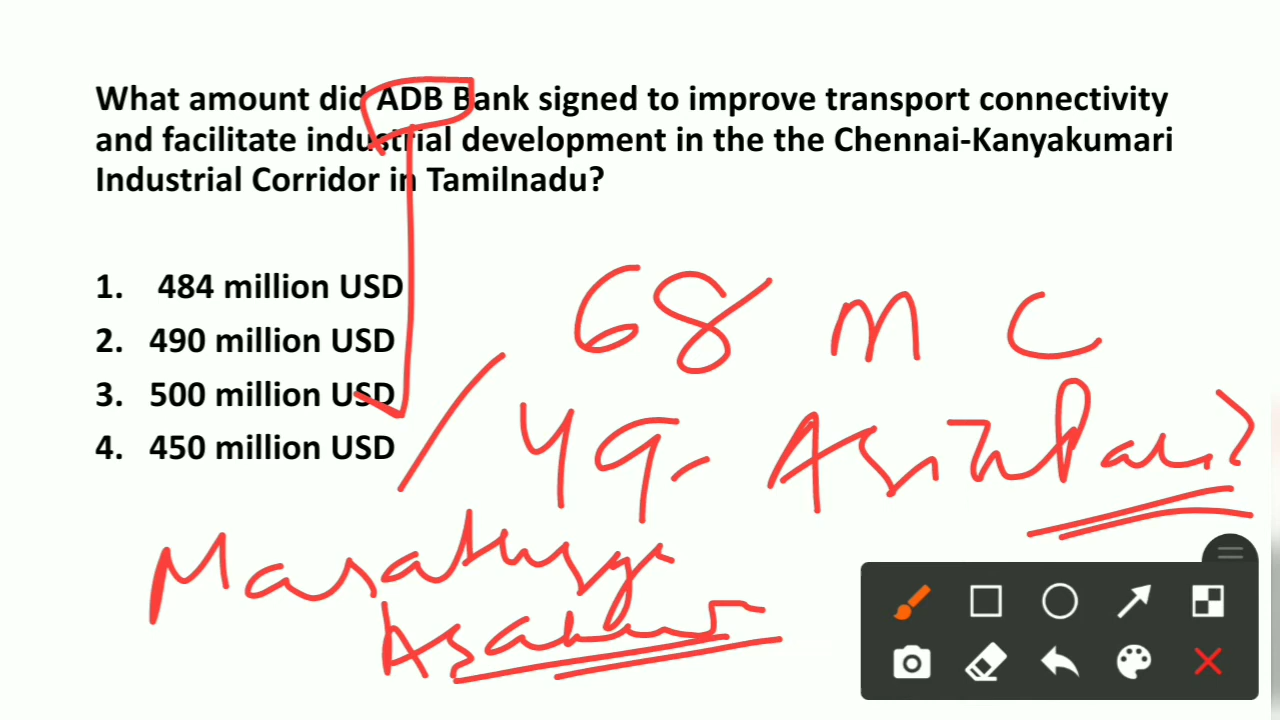 What amount did ADB Bank signed to improve transport connectivity
and facilitate industrial development in the the Chennai-Kanyakumari
Industrial Corridor in Tamilnadu?
1. 484 million USD
2. 490 million USD
3. 500 million USD
4. 450 million USD
68 M C
49